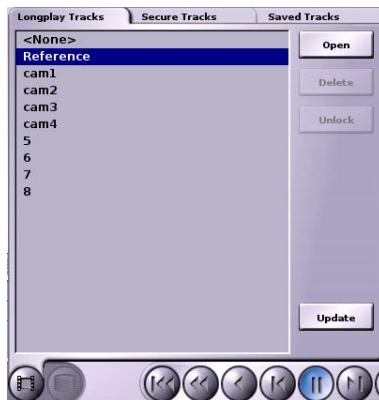 Longplay Tracks Secure Tracks Saved Tracks
<None>
Open
Reference
cam1
Delete
cam2
cam3
Unlock
cam4
5
6
7
8
Update